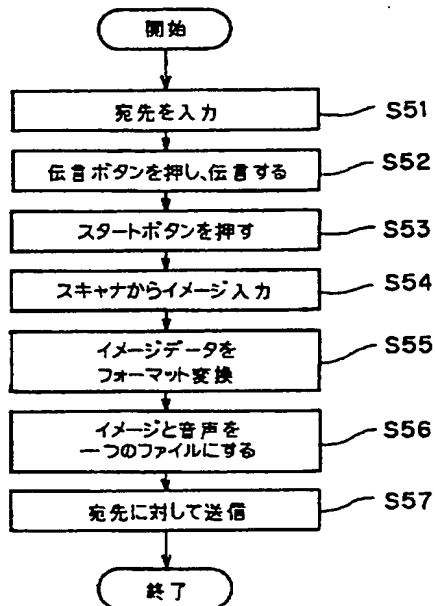 開始
宛先を入力
S51
伝言ボタンを押し、伝言する
S52
スタートボタンを押す
S53
スキャナからイメージ入力
S54
イメージデータを
フォーマット変換
S55
イメージと音声を
一つのファイルにする
S56
宛先に対して送信
S57
終了